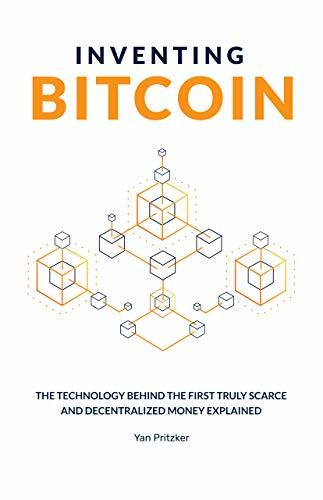 INVENTING
BITCOIN
THE TECHNOLOGY BEHIND THE FIRST TRULY SCARCE
AND DECENTRALIZED MONEY EXPLAINED
Yan Pritzker